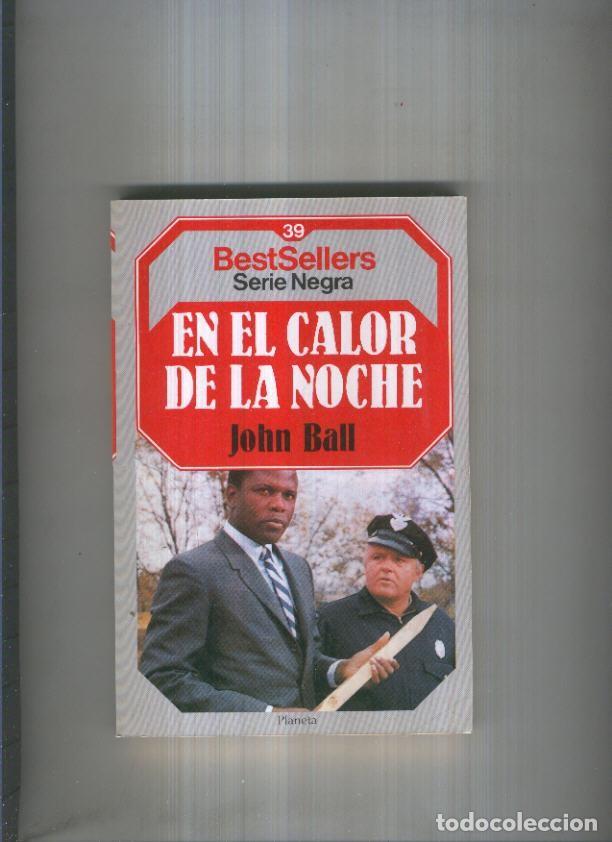 39
BestSellers
Serie Negra
EN EL CALOR
DE LA NOCHE
John Ball
Planeta
todocoleccion